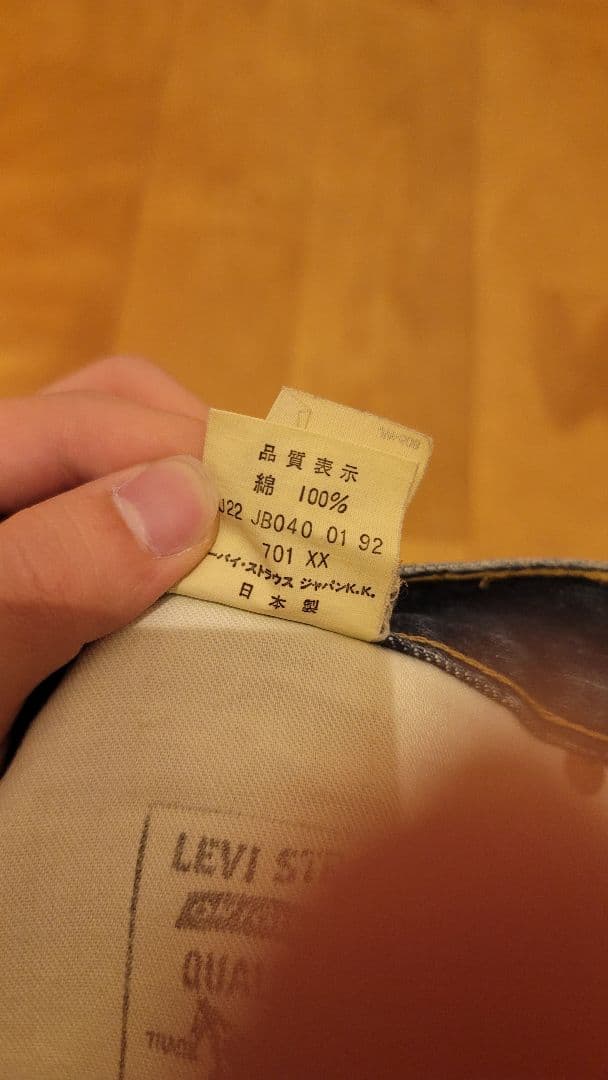 品質表示
綿 100%
J22 JB040 01 92
701 XX
ーバイ・ストラウス ジャパンK.K.
日本製
LEVI ST
QUA
TRADE